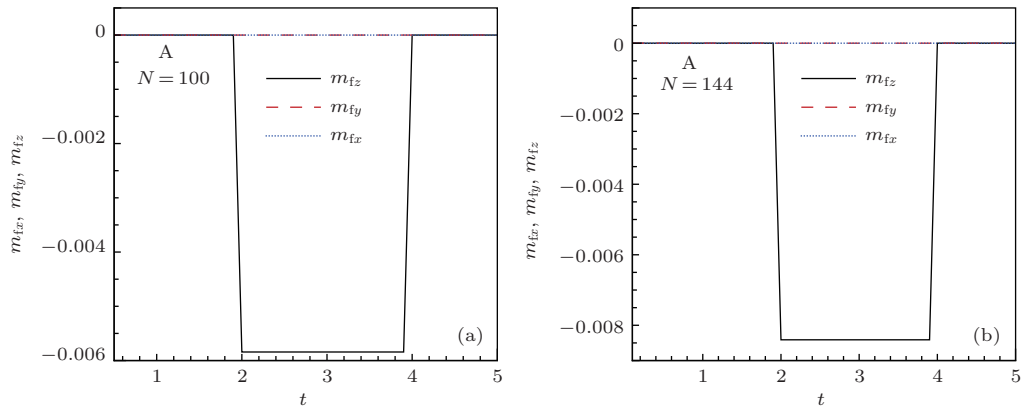 0
−0.002
−0.004
−0.006
m_fx, m_fy, m_fz
A
N = 100
m_fz
m_fy
m_fx
(a)
1 2 3 4 5
t
0
−0.002
−0.004
−0.006
−0.008
m_fx, m_fy, m_fz
A
N = 144
m_fz
m_fy
m_fx
(b)
1 2 3 4 5
t